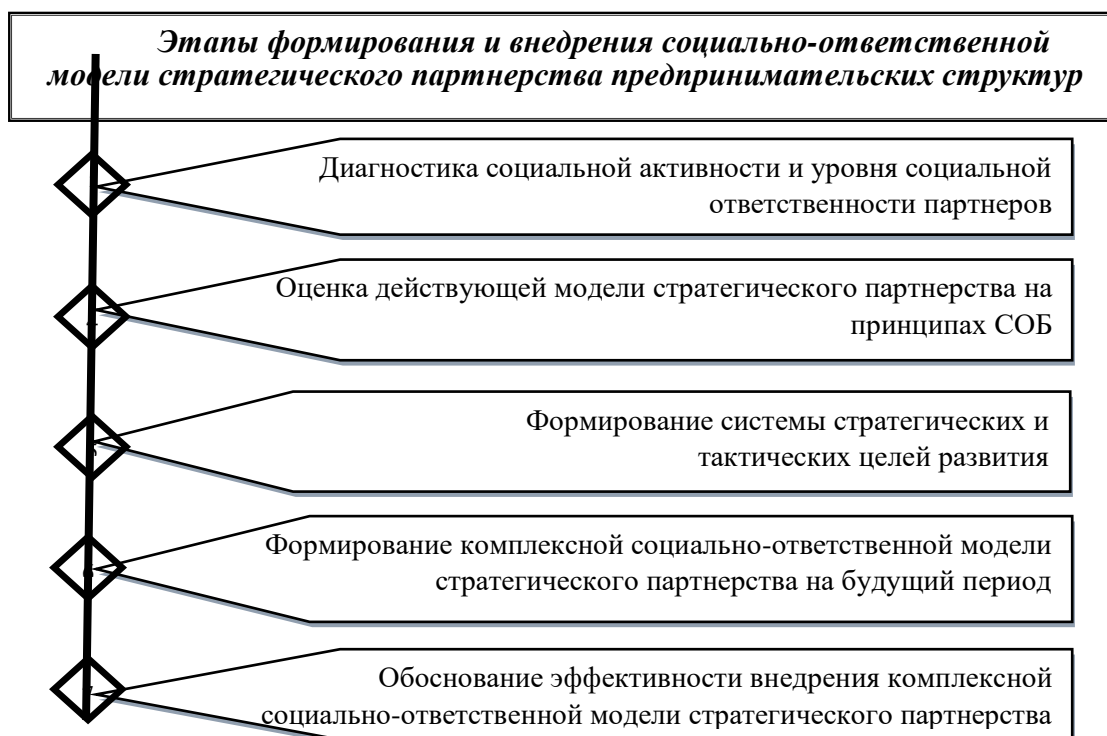 Этапы формирования и внедрения социально-ответственной
модели стратегического партнерства предпринимательских структур
Диагностика социальной активности и уровня социальной
ответственности партнеров
Оценка действующей модели стратегического партнерства на
принципах СОБ
Формирование системы стратегических и
тактических целей развития
Формирование комплексной социально-ответственной модели
стратегического партнерства на будущий период
Обоснование эффективности внедрения комплексной
социально-ответственной модели стратегического партнерства